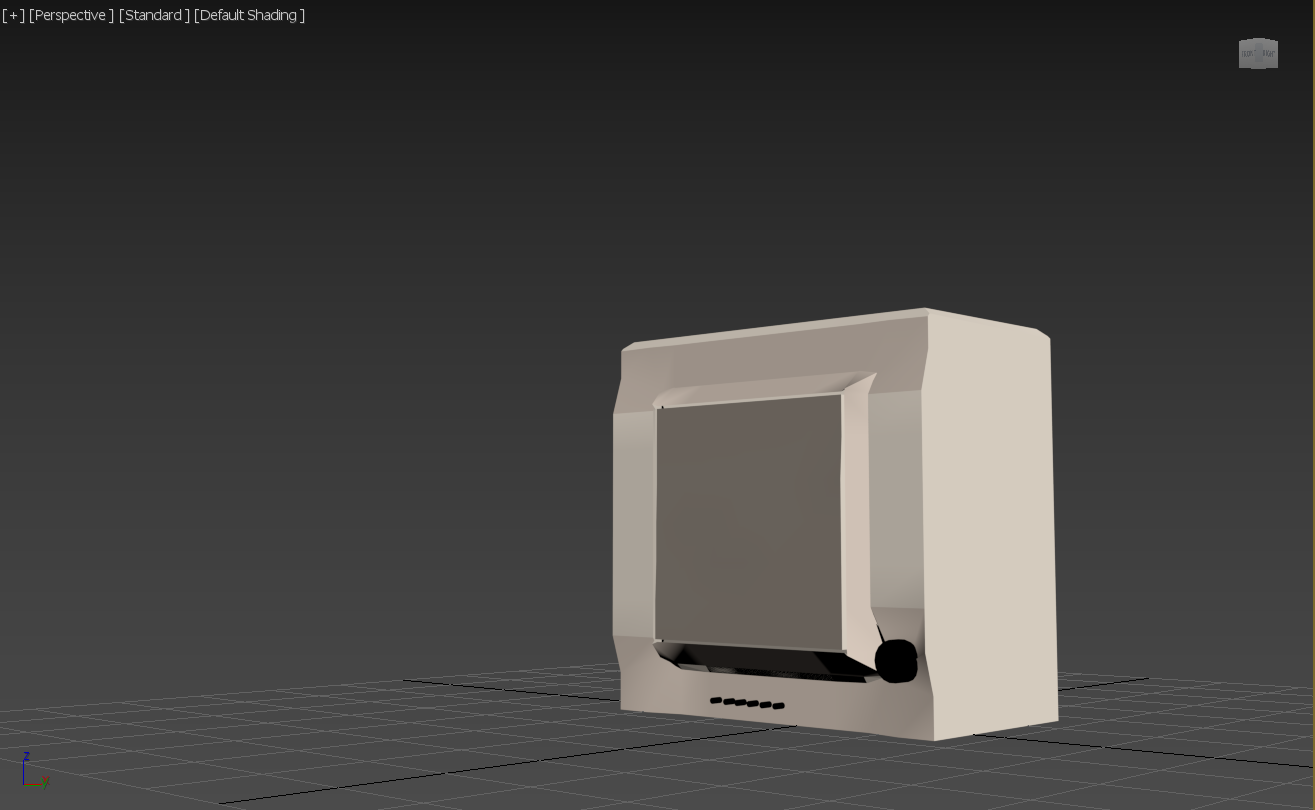 [+] [Perspective ] [Standard ] [Default Shading ]
z
y